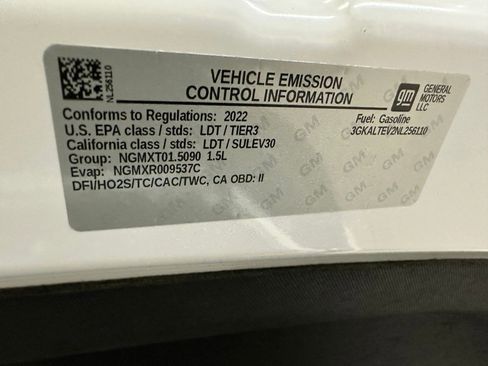 NL256110
VEHICLE EMISSION
CONTROL INFORMATION
gm
GENERAL
MOTORS
LLC
Conforms to Regulations: 2022
Fuel: Gasoline
U.S. EPA class / stds: LDT / TIER3
3GKALTEV2NL256110
California class / stds: LDT / SULEV30
Group: NGMXT01.5090 1.5L
Evap: NGMXR009537C
DFI/HO2S/TC/CAC/TWC, CA OBD: II